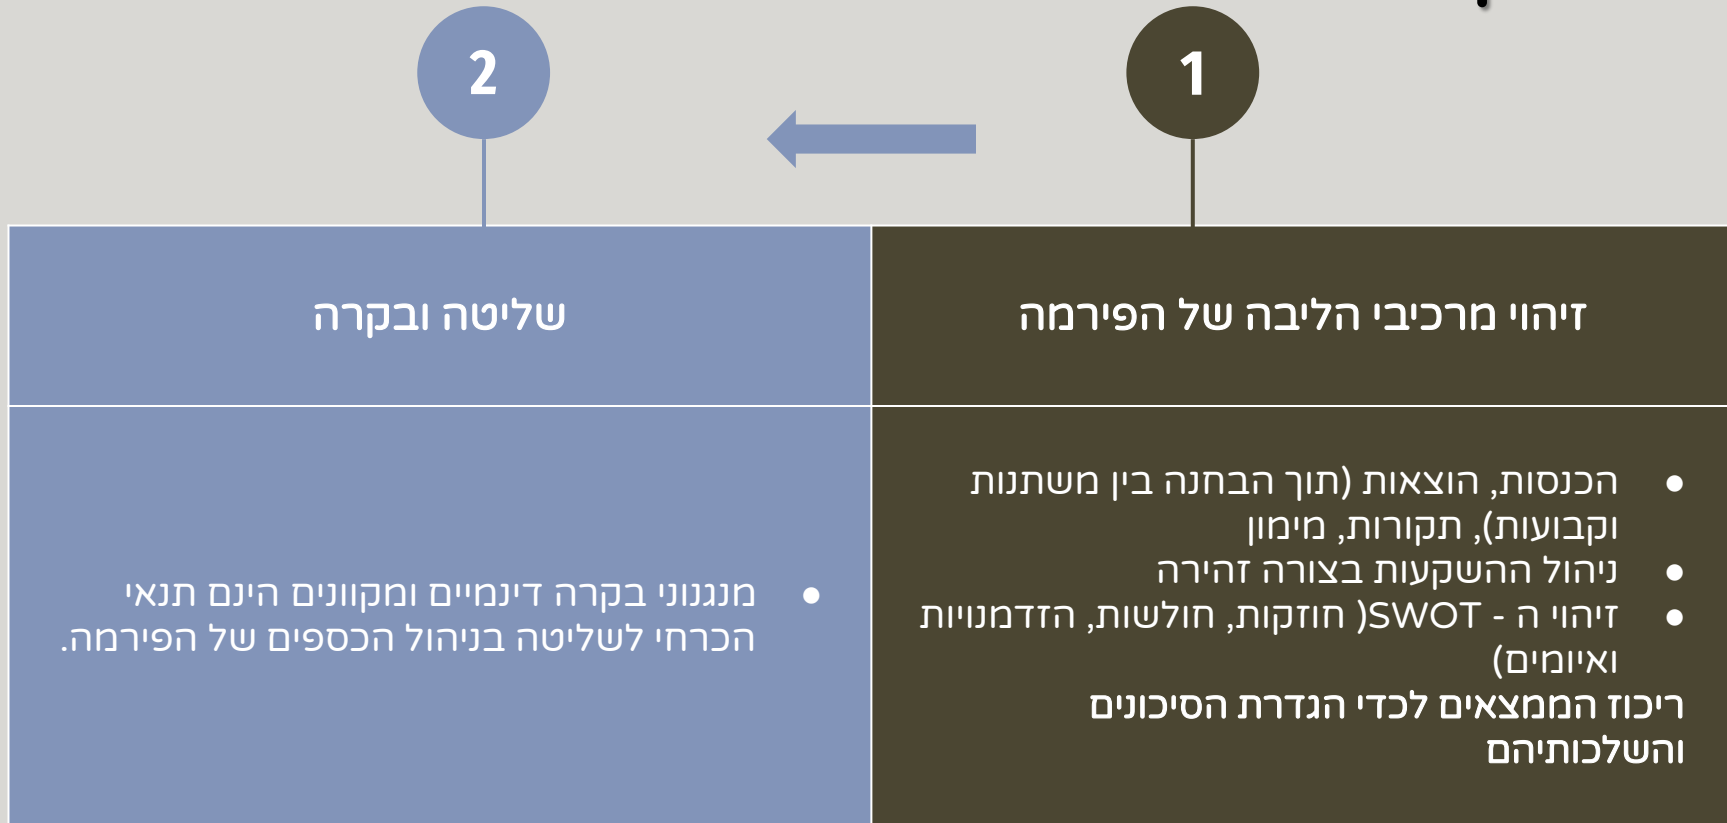 1
2
זיהוי מרכיבי הליבה של הפירמה
שליטה ובקרה
● הכנסות, הוצאות (תוך הבחנה בין משתנות
וקבועות), תקורות, מימון
● ניהול ההשקעות בצורה זהירה
● זיהוי ה - SWOT( חוזקות, חולשות, הזדמנויות
ואיומים)
ריכוז הממצאים לכדי הגדרת הסיכונים
והשלכותיהם
● מנגנוני בקרה דינמיים ומקוונים הינם תנאי
הכרחי לשליטה בניהול הכספים של הפירמה.